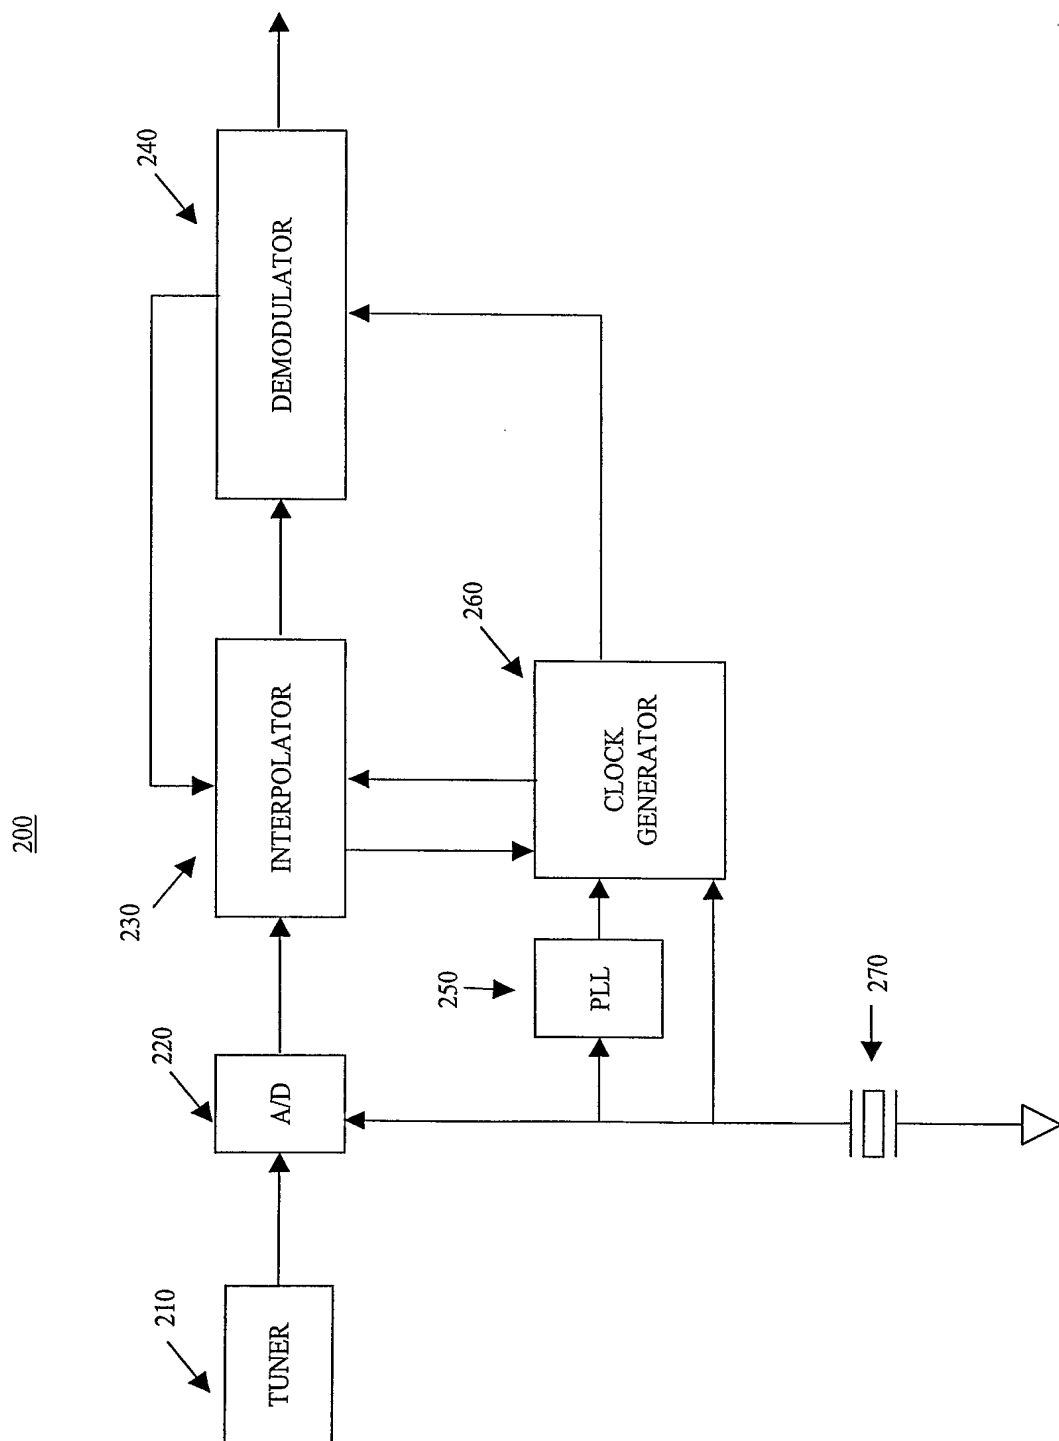 200
210
TUNER
220
A/D
230
INTERPOLATOR
240
DEMODULATOR
250
PLL
260
CLOCK
GENERATOR
270